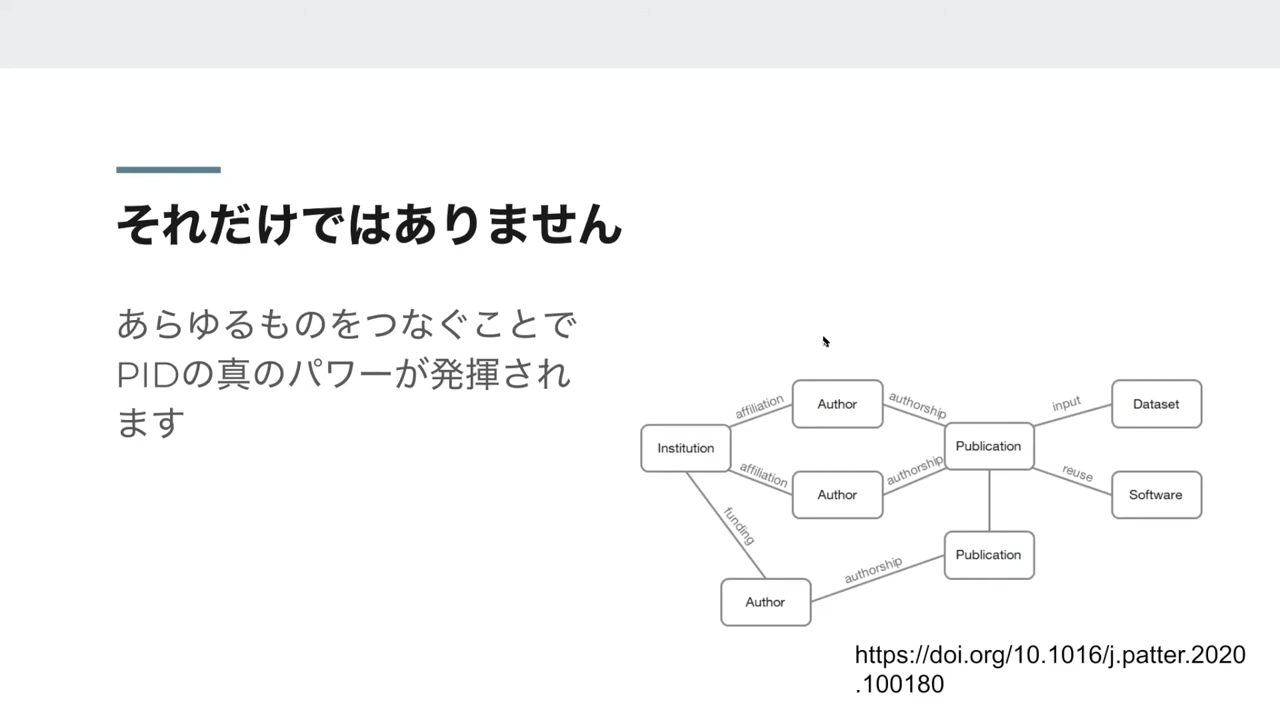 それだけではありません
あらゆるものをつなぐことで
PIDの真のパワーが発揮され
ます
affiliation
Author
authorship
input
Dataset
Institution
Publication
affiliation
Author
authorship
reuse
Software
funding
Publication
authorship
Author
https://doi.org/10.1016/j.patter.2020
.100180